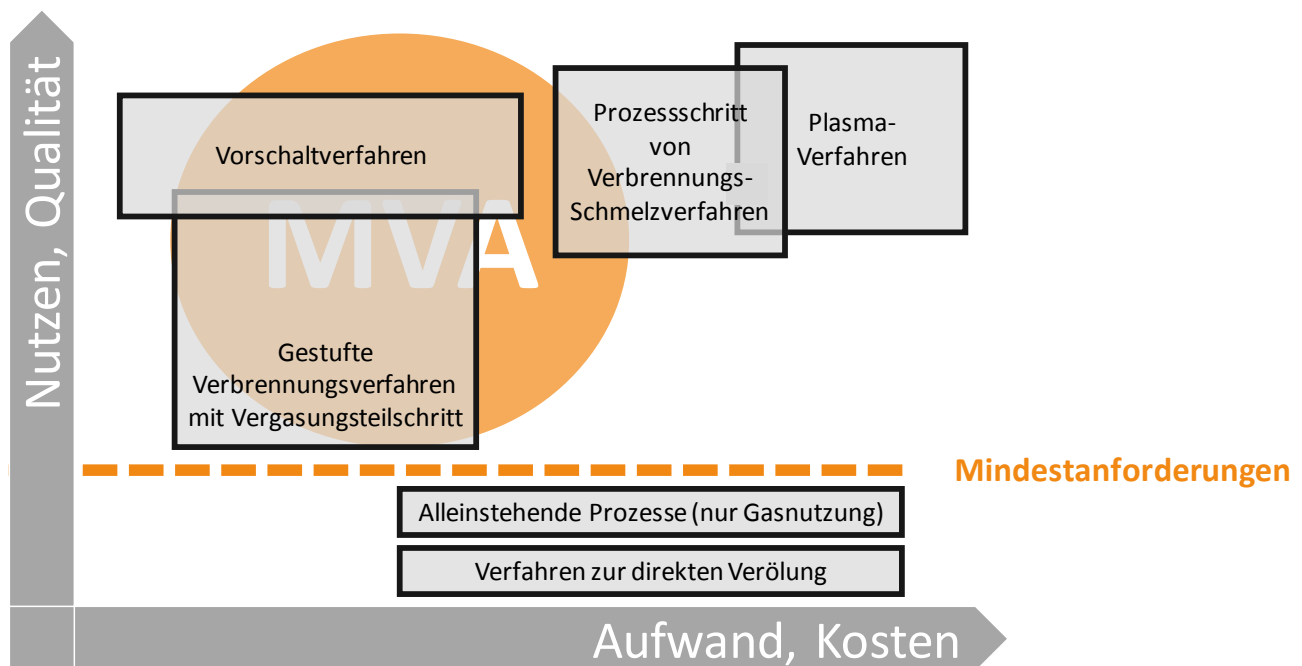 Nutzen, Qualität
Vorschaltverfahren
Prozessschritt
von
Verbrennungs-
Schmelzverfahren
Plasma-
Verfahren
MVA
Gestufte
Verbrennungsverfahren
mit Vergasungsteilschritt
Mindestanforderungen
Alleinstehende Prozesse (nur Gasnutzung)
Verfahren zur direkten Verölung
Aufwand, Kosten